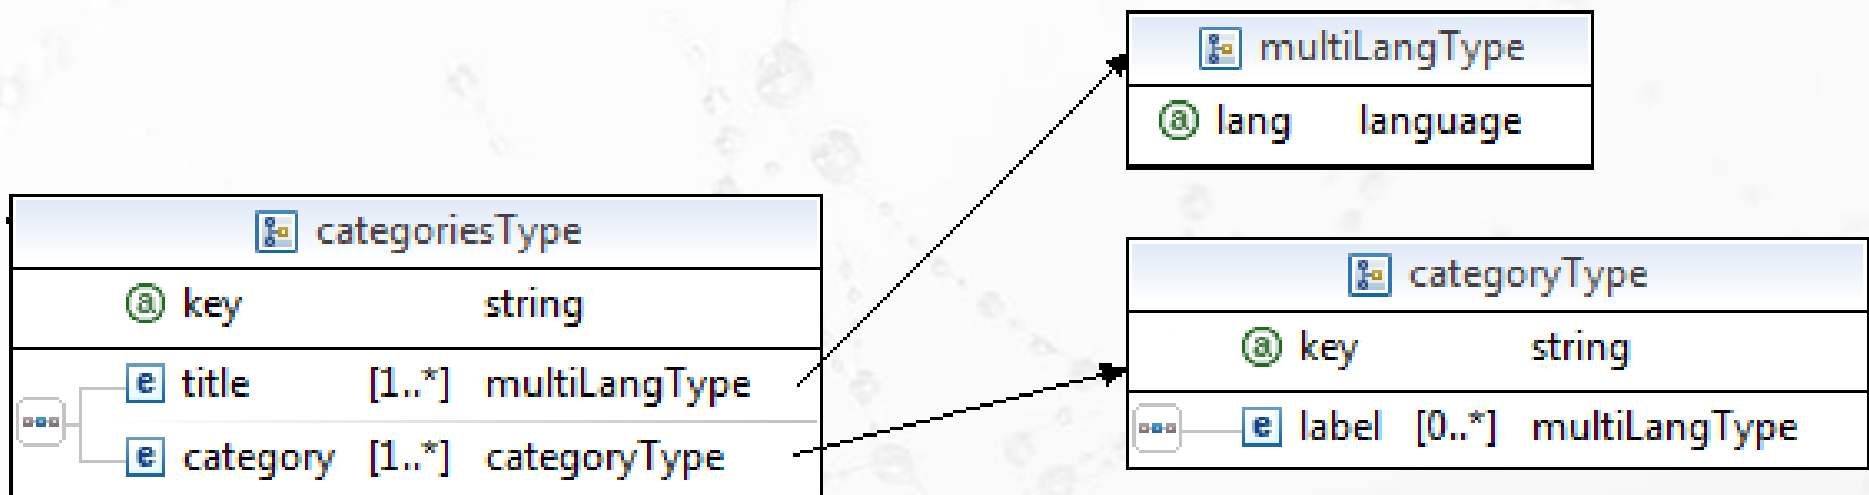 multiLangType
@ lang language
categoriesType
@ key string
e title [1..*] multiLangType
e category [1..*] categoryType
categoryType
@ key string
e label [0..*] multiLangType